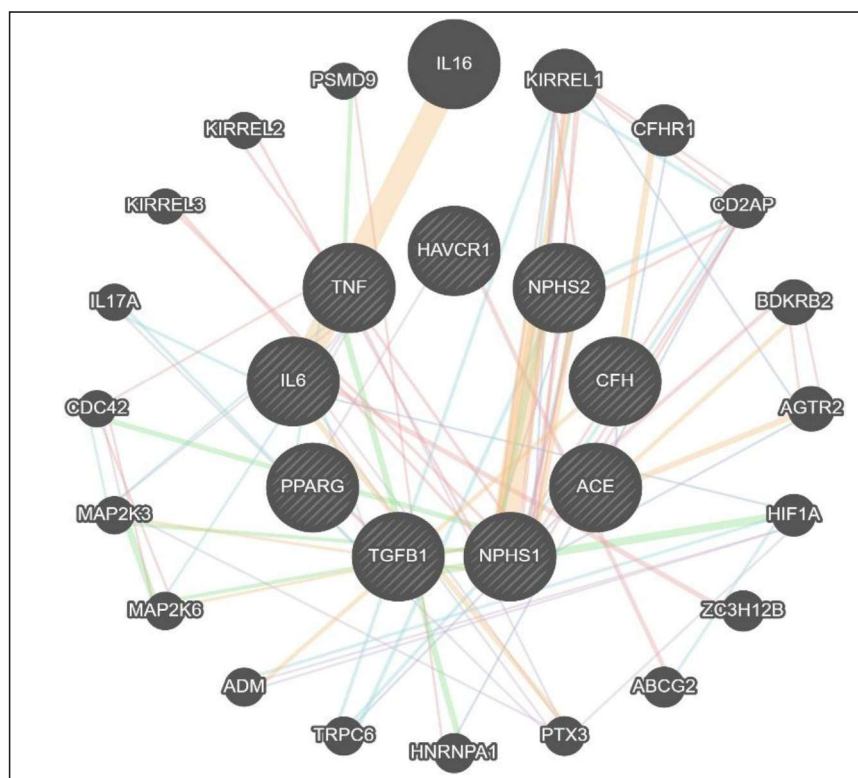 IL16
PSMD9
KIRREL1
CFHR1
KIRREL2
KIRREL3
CD2AP
HAVCR1
TNF
NPHS2
IL17A
BDKRB2
IL6
CFH
CDC42
AGTR2
PPARG
ACE
MAP2K3
HIF1A
TGFB1
NPHS1
MAP2K6
ZC3H12B
ADM
ABCG2
TRPC6
HNRNPA1
PTX3